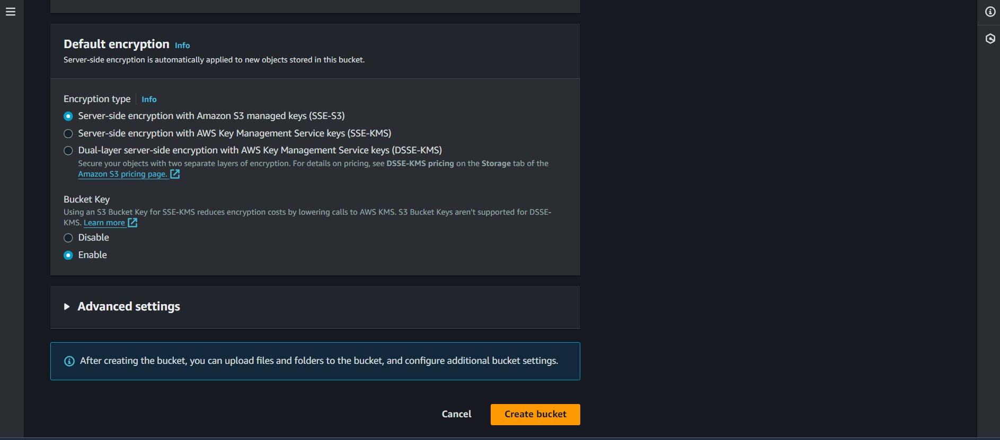 Default encryption Info
Server-side encryption is automatically applied to new objects stored in this bucket.
Encryption type Info
Server-side encryption with Amazon S3 managed keys (SSE-S3)
Server-side encryption with AWS Key Management Service keys (SSE-KMS)
Dual-layer server-side encryption with AWS Key Management Service keys (DSSE-KMS)
Secure your objects with two separate layers of encryption. For details on pricing, see DSSE-KMS pricing on the Storage tab of the
Amazon S3 pricing page.
Bucket Key
Using an S3 Bucket Key for SSE-KMS reduces encryption costs by lowering calls to AWS KMS. S3 Bucket Keys aren't supported for DSSE-
KMS. Learn more
Disable
Enable
Advanced settings
After creating the bucket, you can upload files and folders to the bucket, and configure additional bucket settings.
Cancel Create bucket